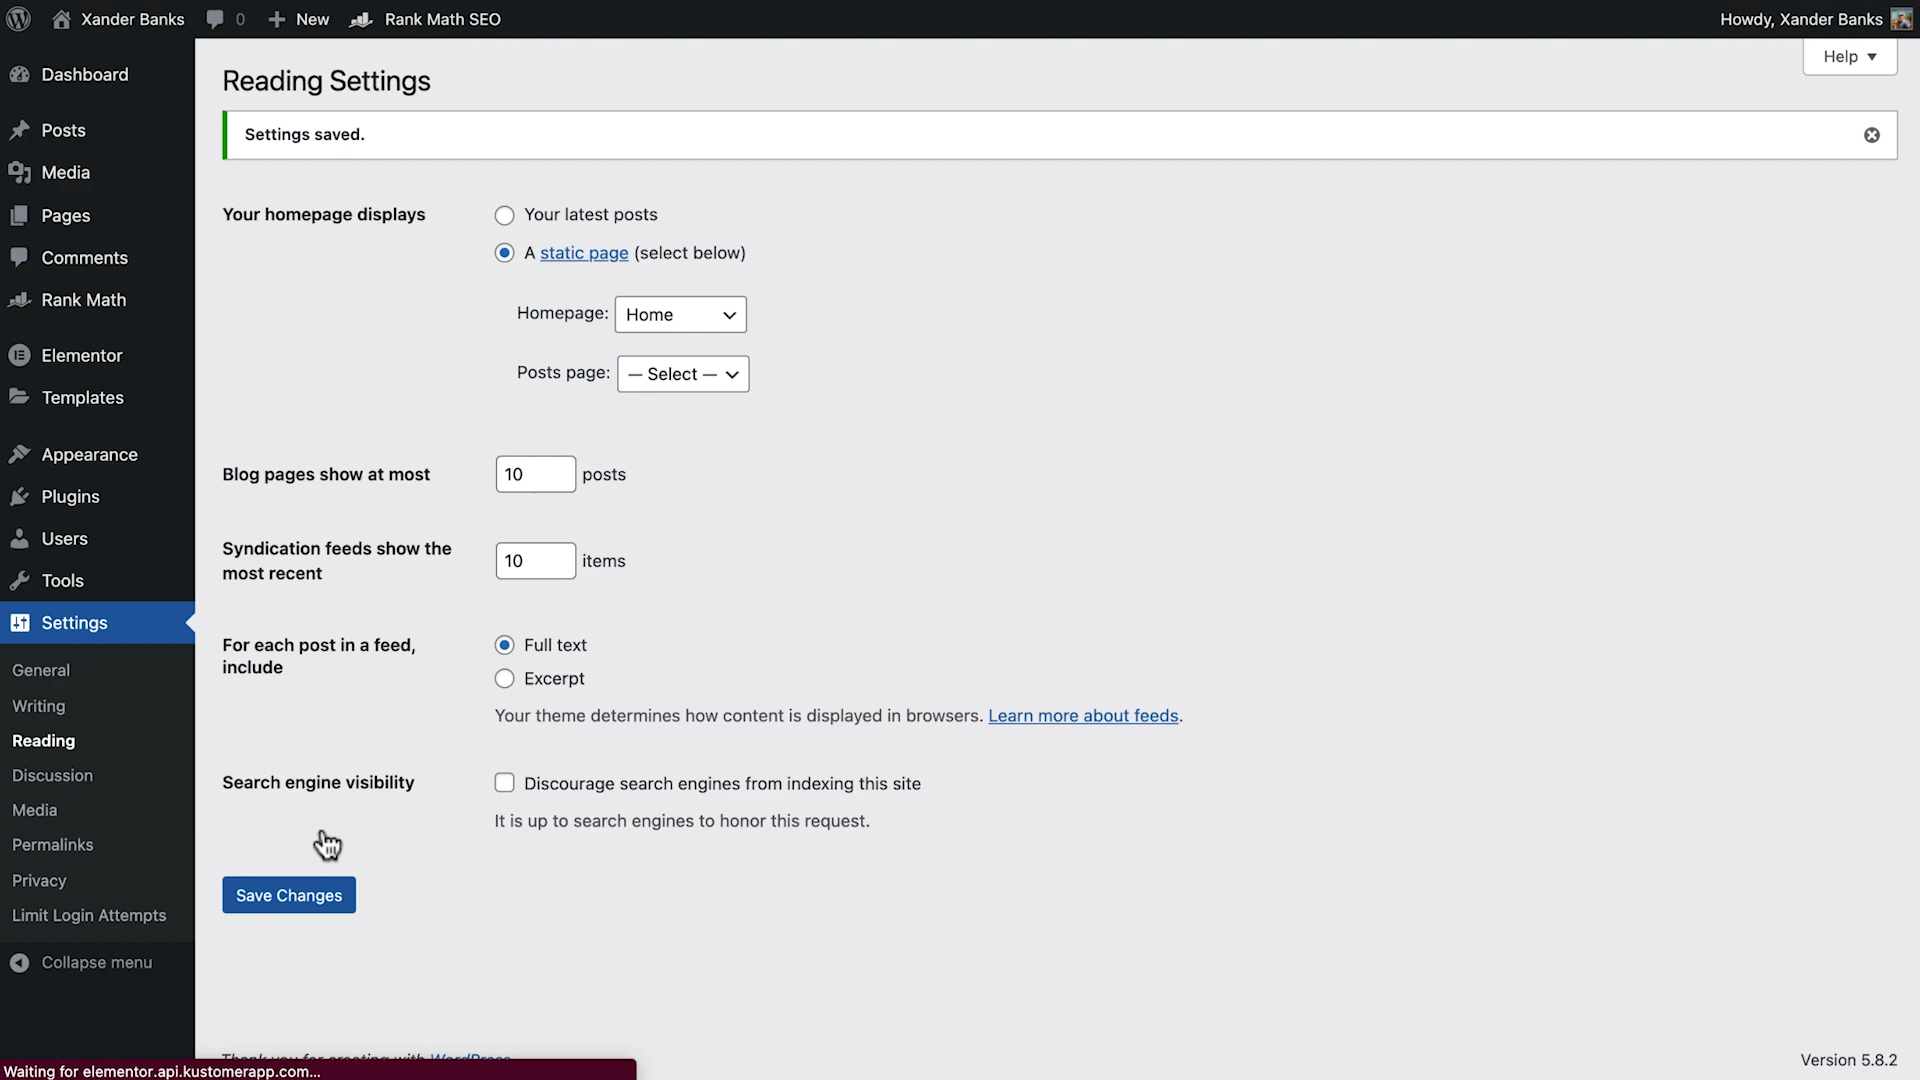 Xander Banks
0
New
Rank Math SEO
Howdy, Xander Banks
Help
Dashboard
Posts
Media
Pages
Comments
Rank Math
Elementor
Templates
Appearance
Plugins
Users
Tools
Settings
General
Writing
Reading
Discussion
Media
Permalinks
Privacy
Limit Login Attempts
Collapse menu
Reading Settings
Settings saved.
Your homepage displays
Your latest posts
A static page (select below)
Homepage: Home
Posts page: — Select —
Blog pages show at most
10 posts
Syndication feeds show the
most recent
10 items
For each post in a feed,
include
Full text
Excerpt
Your theme determines how content is displayed in browsers. Learn more about feeds.
Search engine visibility
Discourage search engines from indexing this site
It is up to search engines to honor this request.
Save Changes
Thank you for creating with WordPress.
Version 5.8.2
Waiting for elementor.api.kustomerapp.com...